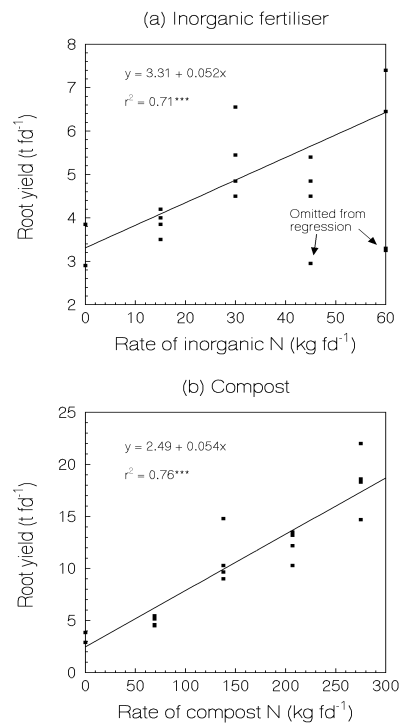 (a) Inorganic fertiliser
8
7
6
5
4
3
2
Root yield (t fd⁻¹)
y = 3.31 + 0.052x
r² = 0.71***
Omitted from
regression
0 10 20 30 40 50 60
Rate of inorganic N (kg fd⁻¹)
(b) Compost
25
20
15
10
5
0
Root yield (t fd⁻¹)
y = 2.49 + 0.054x
r² = 0.76***
0 50 100 150 200 250 300
Rate of compost N (kg fd⁻¹)